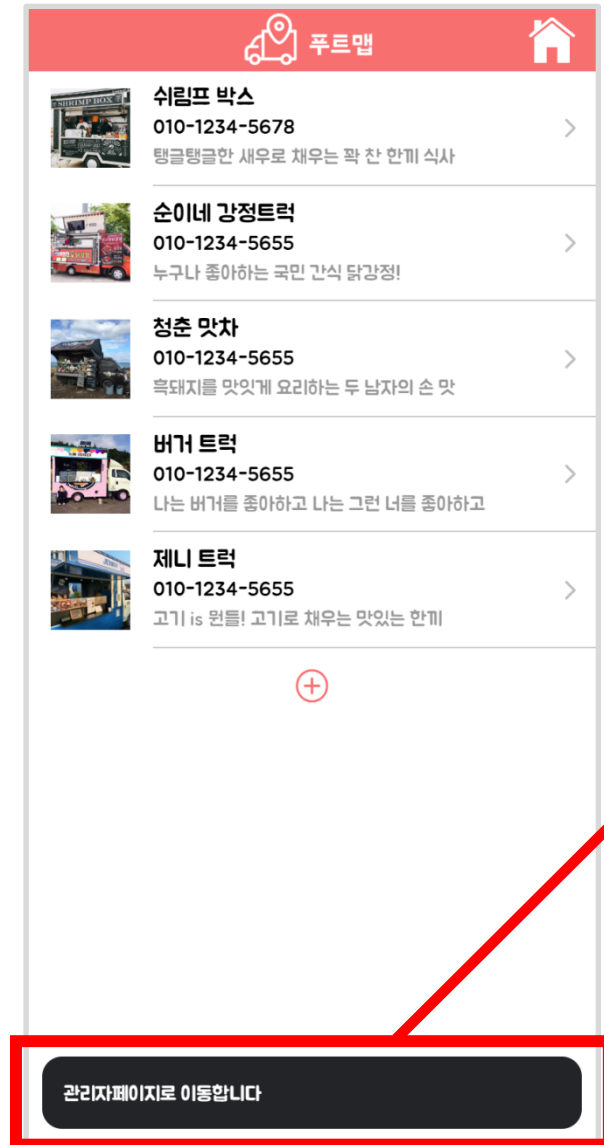 푸트맵
쉬림프 박스
010-1234-5678
탱글탱글한 새우로 채우는 꽉 찬 한끼 식사
순이네 강정트럭
010-1234-5655
누구나 좋아하는 국민 간식 닭강정!
청춘 맛차
010-1234-5655
흑돼지를 맛잇게 요리하는 두 남자의 손 맛
버거 트럭
010-1234-5655
나는 버거를 좋아하고 나는 그런 너를 좋아하고
제니 트럭
010-1234-5655
고기 is 뭔들! 고기로 채우는 맛있는 한끼
관리자페이지로 이동합니다
SHRIMP BOX